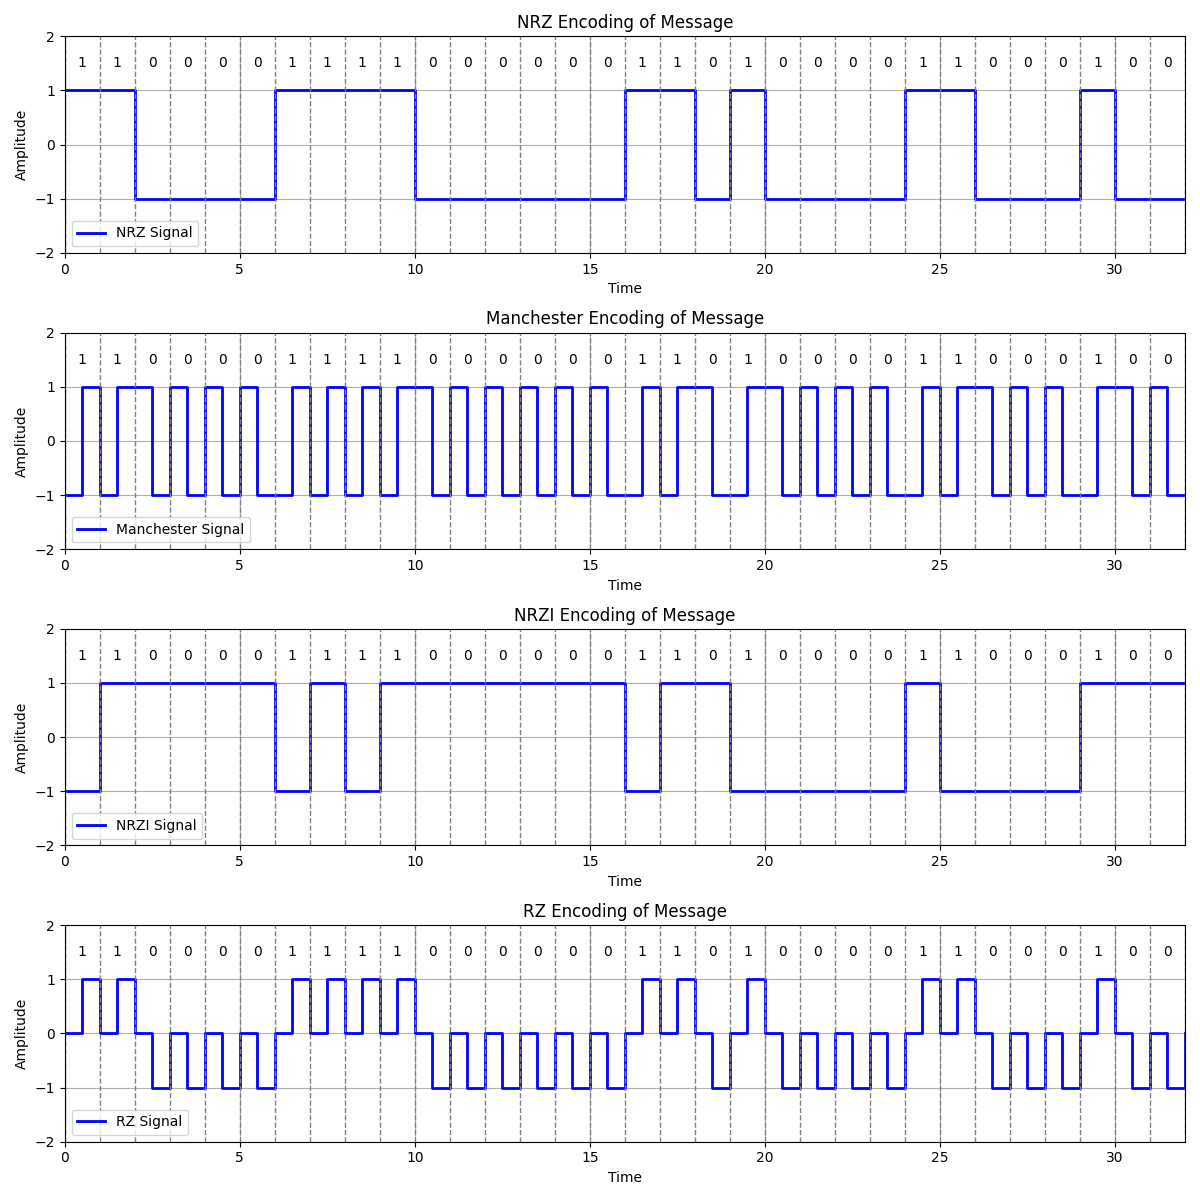 NRZ Encoding of Message
2
1 1 0 0 0 0 1 1 1 1 0 0 0 0 0 0 1 1 0 1 0 0 0 0 1 1 0 0 0 1 0 0
1
0
−1
−2
Amplitude
NRZ Signal
0 5 10 15 20 25 30
Time
Manchester Encoding of Message
2
1 1 0 0 0 0 1 1 1 1 0 0 0 0 0 0 1 1 0 1 0 0 0 0 1 1 0 0 0 1 0 0
1
0
−1
−2
Amplitude
Manchester Signal
0 5 10 15 20 25 30
Time
NRZI Encoding of Message
2
1 1 0 0 0 0 1 1 1 1 0 0 0 0 0 0 1 1 0 1 0 0 0 0 1 1 0 0 0 1 0 0
1
0
−1
−2
Amplitude
NRZI Signal
0 5 10 15 20 25 30
Time
RZ Encoding of Message
2
1 1 0 0 0 0 1 1 1 1 0 0 0 0 0 0 1 1 0 1 0 0 0 0 1 1 0 0 0 1 0 0
1
0
−1
−2
Amplitude
RZ Signal
0 5 10 15 20 25 30
Time